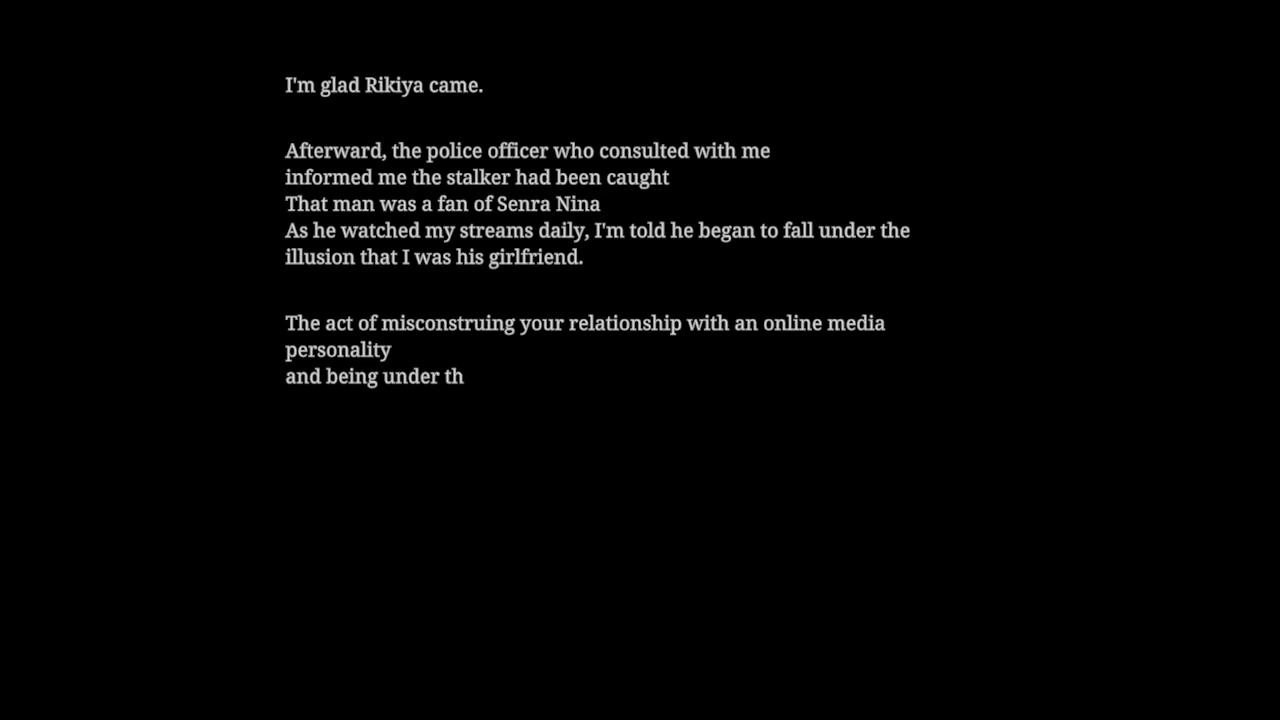 I'm glad Rikiya came.
Afterward, the police officer who consulted with me
informed me the stalker had been caught
That man was a fan of Senra Nina
As he watched my streams daily, I'm told he began to fall under the
illusion that I was his girlfriend.
The act of misconstruing your relationship with an online media
personality
and being under th